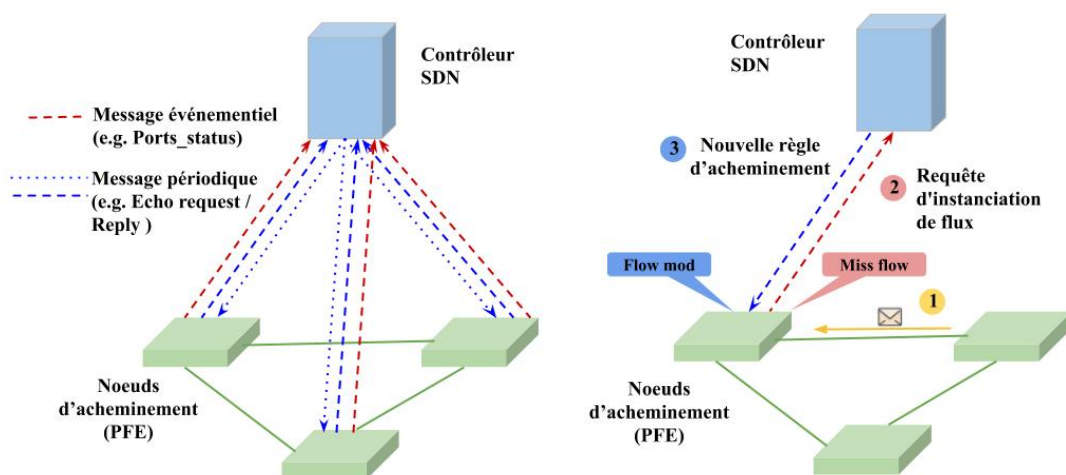 Contrôleur
SDN
Message événementiel
(e.g. Ports_status)
Message périodique
(e.g. Echo request /
Reply )
Noeuds
d'acheminement
(PFE)
Contrôleur
SDN
3
Nouvelle règle
d'acheminement
2
Requête
d'instanciation
de flux
Flow mod
Miss flow
1
Noeuds
d'acheminement
(PFE)